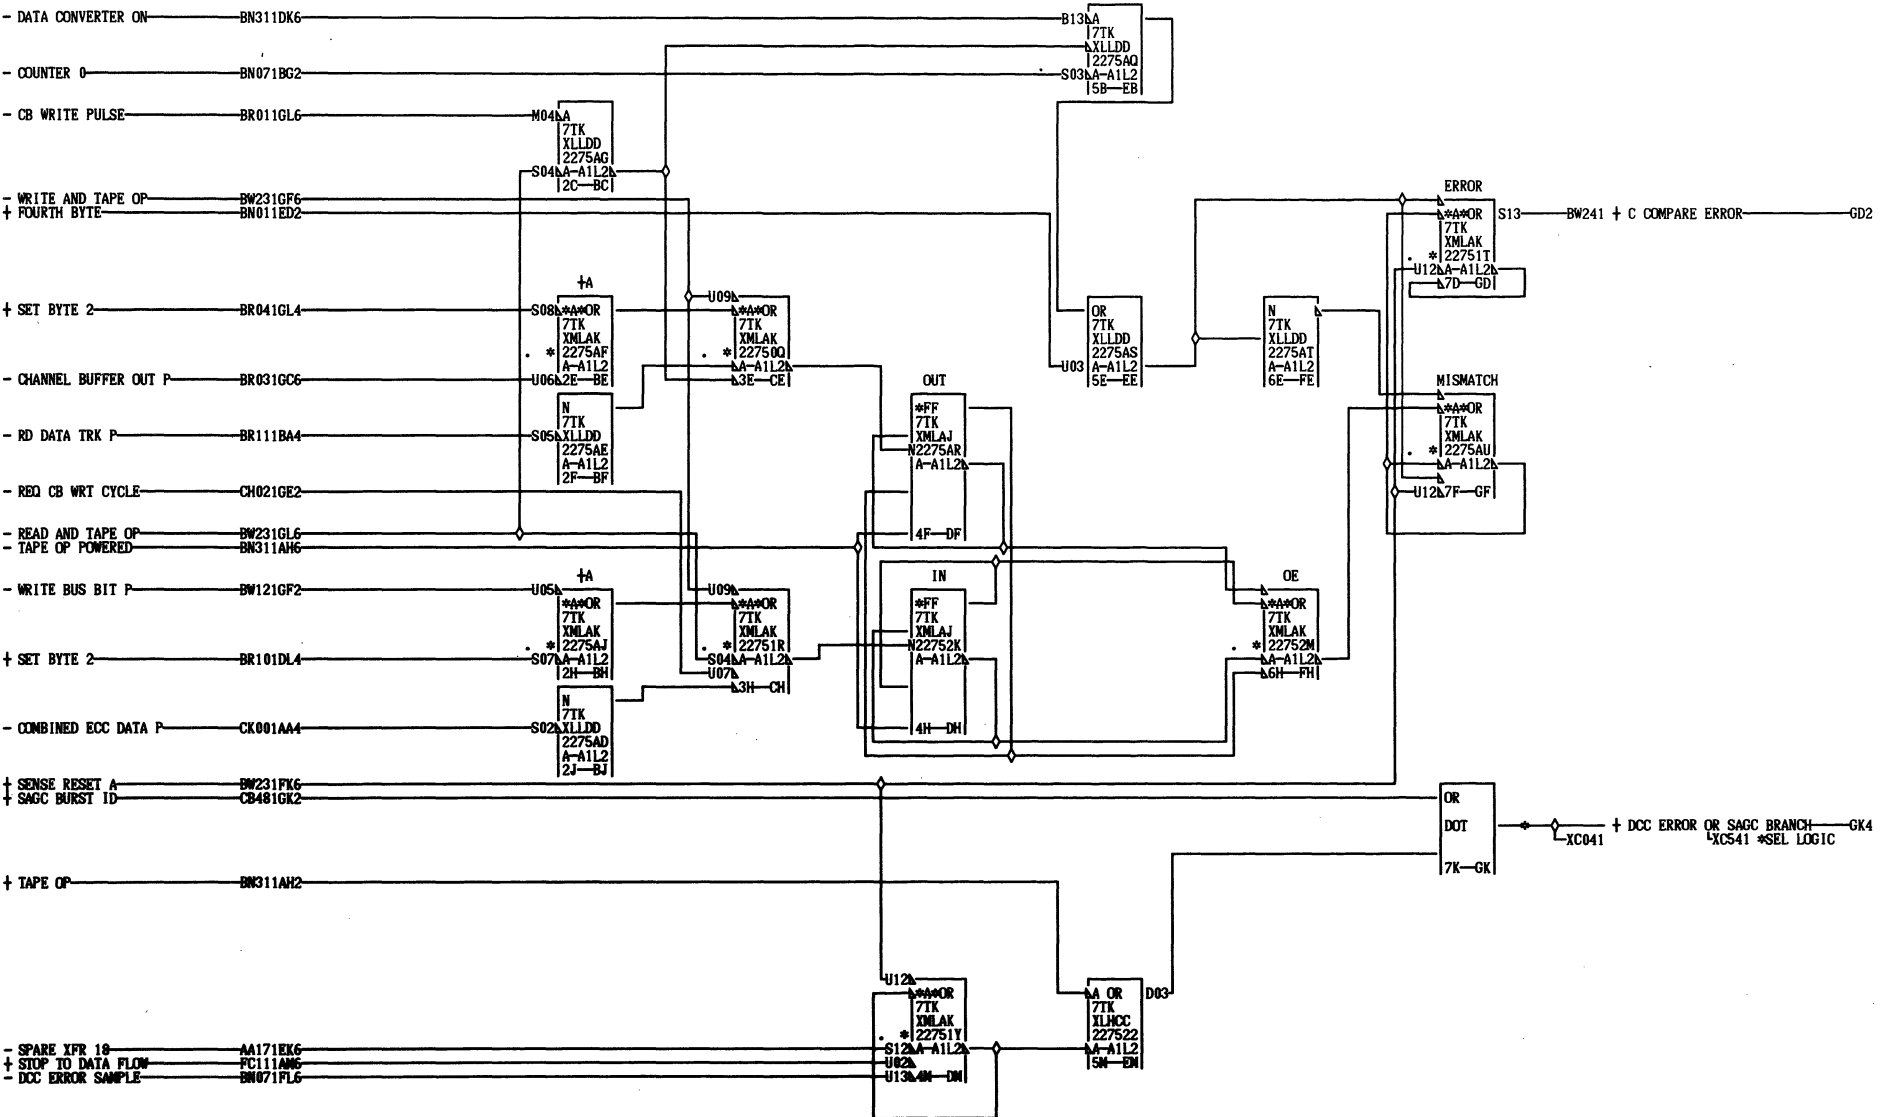 - DATA CONVERTER ON BN311DK6
- COUNTER 0 BN071BG2
- CB WRITE PULSE BR011GL6
- WRITE AND TAPE OP BW231GF6
+ FOURTH BYTE BN011ED2
+ SET BYTE 2 BR041GL4
- CHANNEL BUFFER OUT P BR031GC6
- RD DATA TRK P BR111BA4
- REQ CB WRT CYCLE CH021GE2
- READ AND TAPE OP BW231GL6
- TAPE OP POWERED BN311AH6
- WRITE BUS BIT P BW121GF2
+ SET BYTE 2 BR101DL4
- COMBINED ECC DATA P CK001AA4
+ SENSE RESET A BW231FK6
+ SAGC BURST ID CB481GK2
+ TAPE OP BN311AH2
- SPARE XFR 18 AA171EK6
+ STOP TO DATA FLOW FC111AM6
- DCC ERROR SAMPLE BN071FL6
M04 A
7TK
XLLDD
2275AG
S04 A-A1L2
2C-BC
+A
S08 *A*OR
7TK
XMLAK
* 2275AF
A-A1L2
U06 2E-BE
N
7TK
S05 XLLDD
2275AE
A-A1L2
2F-BF
+A
U05
*A*OR
7TK
XMLAK
* 2275AJ
S07 A-A1L2
2H-BH
N
7TK
S02 XLLDD
2275AD
A-A1L2
2J-BJ
U09
*A*OR
7TK
XMLAK
* 22750Q
A-A1L2
3E-CE
U09
*A*OR
7TK
XMLAK
* 22751R
S04 A-A1L2
U07
3H-CH
OUT
*FF
7TK
XMLAJ
N2275AR
A-A1L2
4F-DF
IN
*FF
7TK
XMLAJ
N22752K
A-A1L2
4H-DH
U12
*A*OR
7TK
XMLAK
* 22751Y
S12 A-A1L2
U02
U13 4M-DM
B13 A
7TK
XLLDD
2275AQ
S03 A-A1L2
5B-EB
OR
7TK
XLLDD
2275AS
U03 A-A1L2
5E-EE
A OR D03
7TK
XLHCC
227522
A-A1L2
5M-EM
N
7TK
XLLDD
2275AT
A-A1L2
6E-FE
OE
*A*OR
7TK
XMLAK
* 22752M
A-A1L2
6H-FH
ERROR
*A*OR S13 BW241 + C COMPARE ERROR GD2
7TK
XMLAK
* 22751T
U12 A-A1L2
7D-GD
MISMATCH
*A*OR
7TK
XMLAK
* 2275AU
A-A1L2
U12 7F-GF
OR
DOT * + DCC ERROR OR SAGC BRANCH GK4
XC041 XC541 *SEL LOGIC
7K-GK